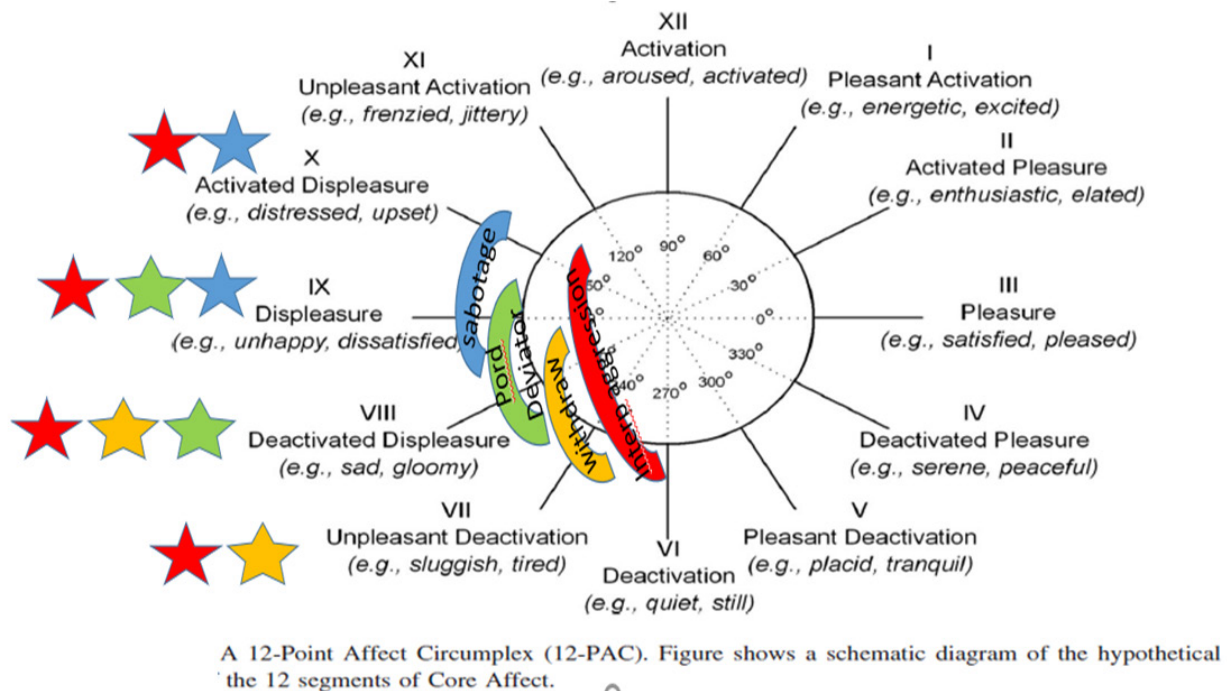 XII
Activation
(e.g., aroused, activated)
XI
Unpleasant Activation
(e.g., frenzied, jittery)
I
Pleasant Activation
(e.g., energetic, excited)
II
Activated Pleasure
(e.g., enthusiastic, elated)
X
Activated Displeasure
(e.g., distressed, upset)
120°
90°
60°
50°
30°
0°
330°
300°
270°
40°
sabotage
Pord
Deviator
withdraw
Interp aggression
IX
Displeasure
(e.g., unhappy, dissatisfied)
III
Pleasure
(e.g., satisfied, pleased)
VIII
Deactivated Displeasure
(e.g., sad, gloomy)
IV
Deactivated Pleasure
(e.g., serene, peaceful)
VII
Unpleasant Deactivation
(e.g., sluggish, tired)
V
Pleasant Deactivation
(e.g., placid, tranquil)
VI
Deactivation
(e.g., quiet, still)
A 12-Point Affect Circumplex (12-PAC). Figure shows a schematic diagram of the hypothetical
the 12 segments of Core Affect.